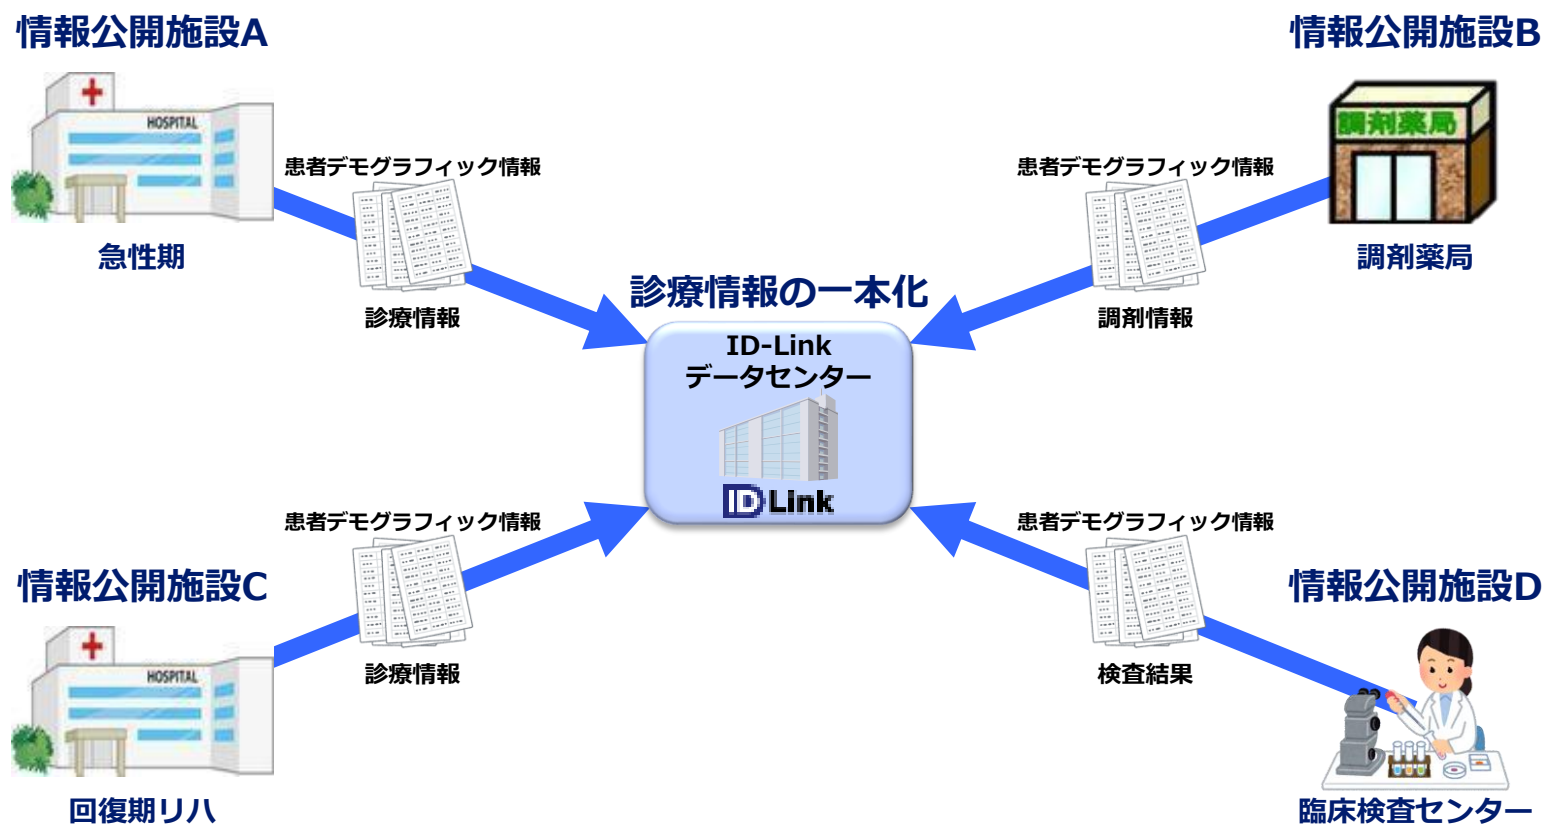 情報公開施設A
HOSPITAL
急性期
患者デモグラフィック情報
診療情報
情報公開施設B
調剤薬局
調剤薬局
患者デモグラフィック情報
調剤情報
診療情報の一本化
ID-Link
データセンター
ID Link
情報公開施設C
HOSPITAL
回復期リハ
患者デモグラフィック情報
診療情報
情報公開施設D
患者デモグラフィック情報
検査結果
臨床検査センター